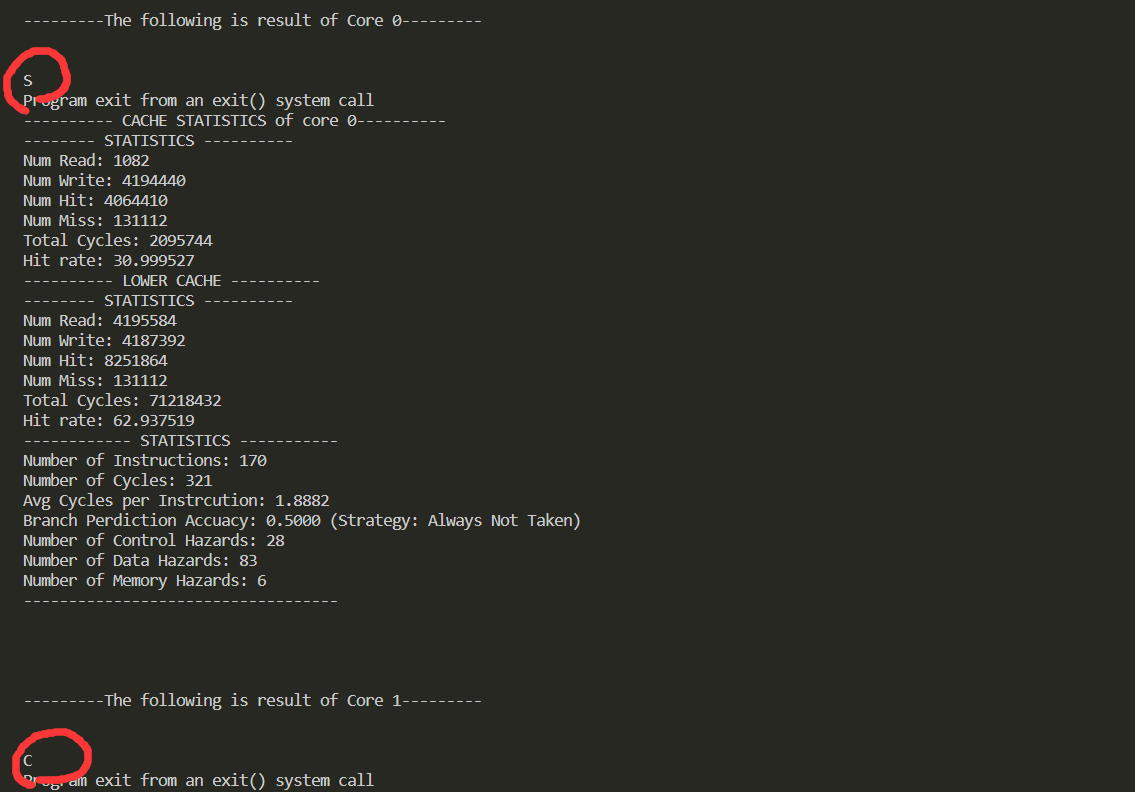 ---------The following is result of Core 0---------
S
Program exit from an exit() system call
---------- CACHE STATISTICS of core 0----------
-------- STATISTICS ----------
Num Read: 1082
Num Write: 4194440
Num Hit: 4064410
Num Miss: 131112
Total Cycles: 2095744
Hit rate: 30.999527
---------- LOWER CACHE ----------
-------- STATISTICS ----------
Num Read: 4195584
Num Write: 4187392
Num Hit: 8251864
Num Miss: 131112
Total Cycles: 71218432
Hit rate: 62.937519
------------ STATISTICS -----------
Number of Instructions: 170
Number of Cycles: 321
Avg Cycles per Instrcution: 1.8882
Branch Perdiction Accuacy: 0.5000 (Strategy: Always Not Taken)
Number of Control Hazards: 28
Number of Data Hazards: 83
Number of Memory Hazards: 6
-----------------------------------
---------The following is result of Core 1---------
C
Program exit from an exit() system call